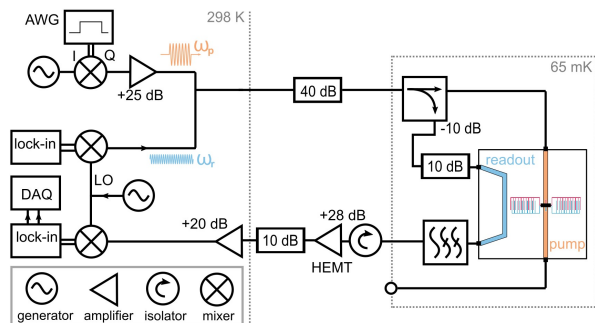 AWG
298 K
I
Q
ωp
65 mK
+25 dB
40 dB
-10 dB
lock-in
ωr
10 dB
readout
DAQ
LO
+20 dB
+28 dB
lock-in
10 dB
HEMT
pump
generator
amplifier
isolator
mixer